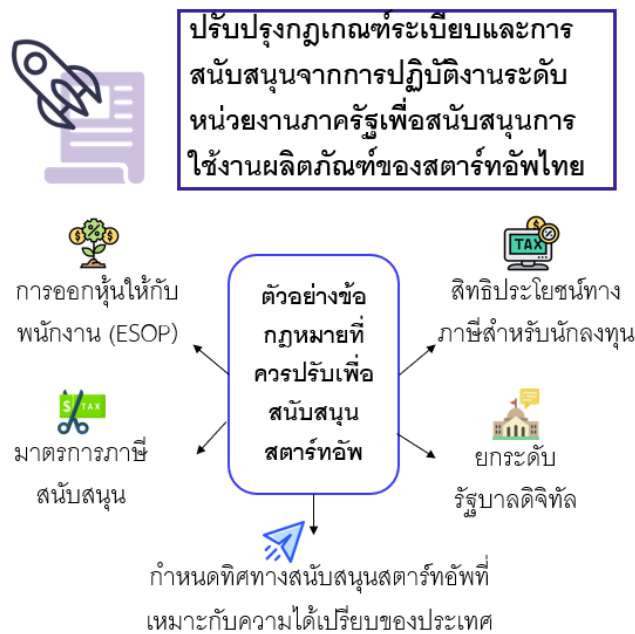 ปรับปรุงกฎเกณฑ์ระเบียบและการ
สนับสนุนจากการปฏิบัติงานระดับ
หน่วยงานภาครัฐเพื่อสนับสนุนการ
ใช้งานผลิตภัณฑ์ของสตาร์ทอัพไทย
การออกหุ้นให้กับ
พนักงาน (ESOP)
TAX
สิทธิประโยชน์ทาง
ภาษีสำหรับนักลงทุน
ตัวอย่างข้อ
กฎหมายที่
ควรปรับเพื่อ
สนับสนุน
สตาร์ทอัพ
$ TAX
มาตรการภาษี
สนับสนุน
ยกระดับ
รัฐบาลดิจิทัล
กำหนดทิศทางสนับสนุนสตาร์ทอัพที่
เหมาะกับความได้เปรียบของประเทศ